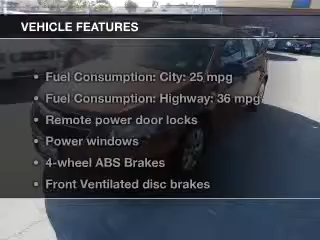 VEHICLE FEATURES
• Fuel Consumption: City: 25 mpg
• Fuel Consumption: Highway: 36 mpg
• Remote power door locks
• Power windows
• 4-wheel ABS Brakes
• Front Ventilated disc brakes